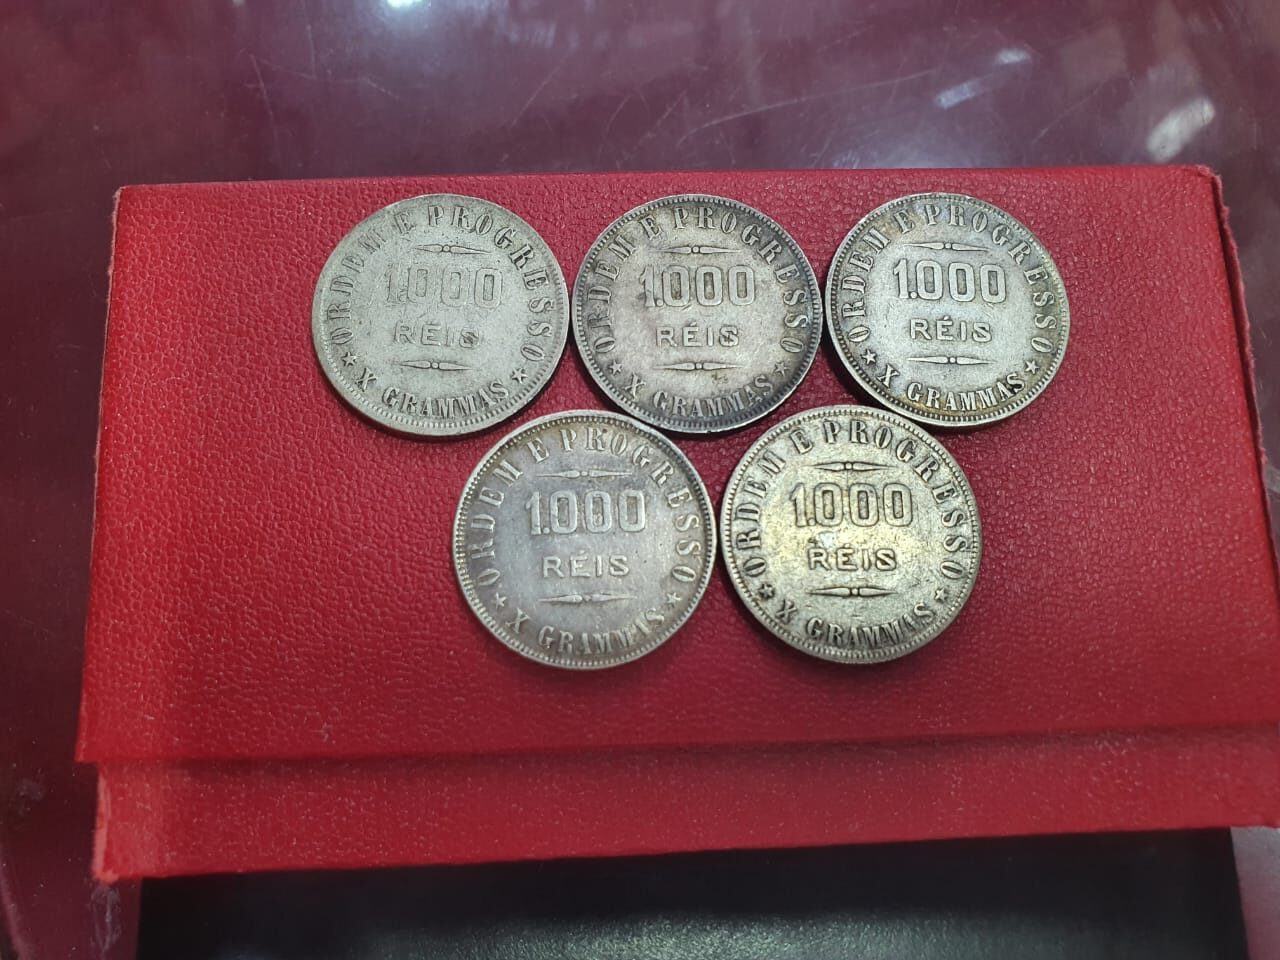 ORDEM E PROGRESSO
1.000
RÉIS
★ X GRAMMAS ★
ORDEM E PROGRESSO
1.000
RÉIS
★ X GRAMMAS ★
ORDEM E PROGRESSO
1.000
RÉIS
★ X GRAMMAS ★
ORDEM E PROGRESSO
1.000
RÉIS
★ X GRAMMAS ★
ORDEM E PROGRESSO
1.000
RÉIS
★ X GRAMMAS ★